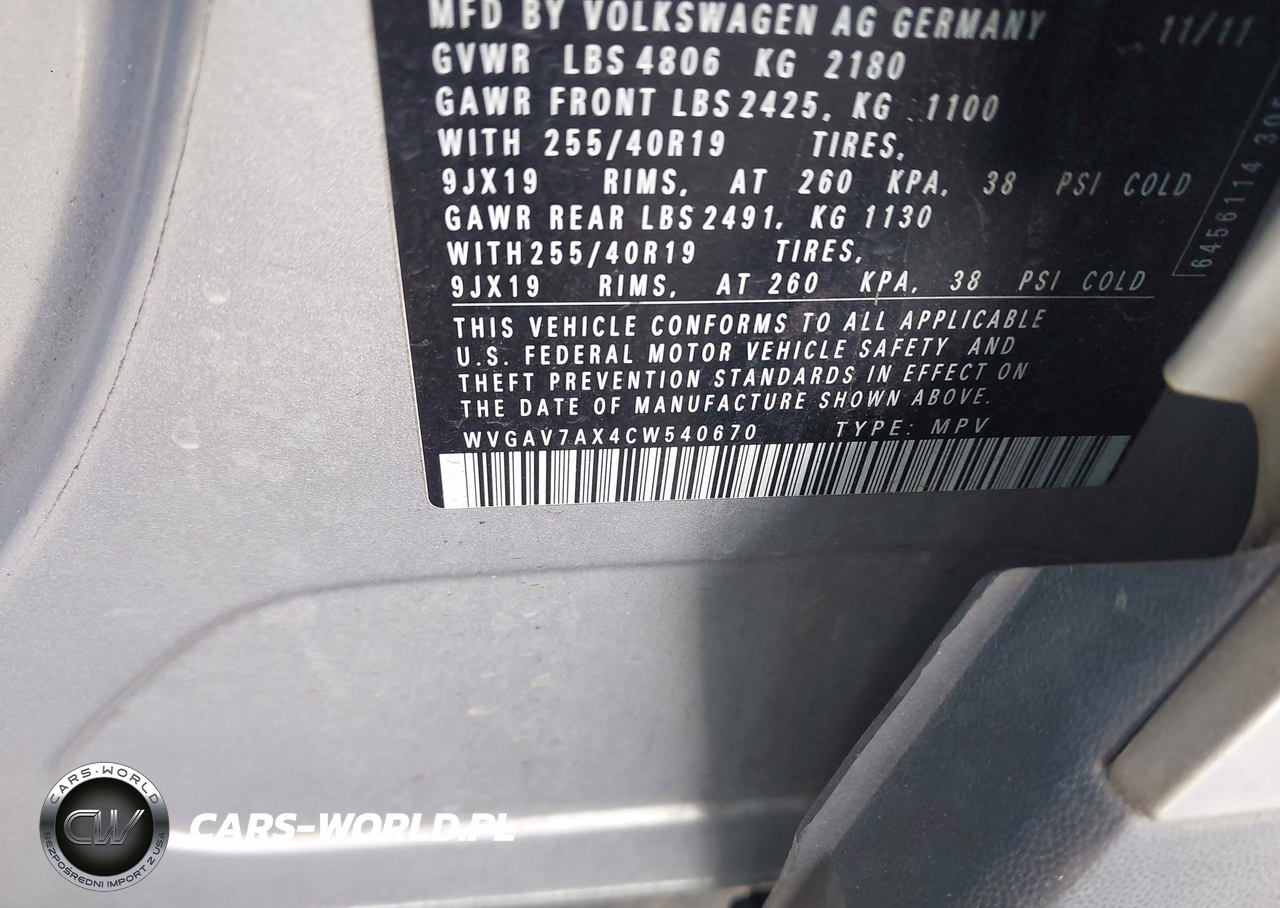 MFD BY VOLKSWAGEN AG GERMANY 11/11
GVWR LBS 4806 KG 2180
GAWR FRONT LBS 2425, KG 1100
WITH 255/40R19 TIRES,
9JX19 RIMS, AT 260 KPA, 38 PSI COLD
GAWR REAR LBS 2491, KG 1130
WITH 255/40R19 TIRES,
9JX19 RIMS, AT 260 KPA, 38 PSI COLD
THIS VEHICLE CONFORMS TO ALL APPLICABLE
U.S. FEDERAL MOTOR VEHICLE SAFETY AND
THEFT PREVENTION STANDARDS IN EFFECT ON
THE DATE OF MANUFACTURE SHOWN ABOVE.
WVGAV7AX4CW540670 TYPE: MPV
6456114
CARS-WORLD
CW
BEZPOŚREDNI IMPORT Z USA
CARS-WORLD.PL